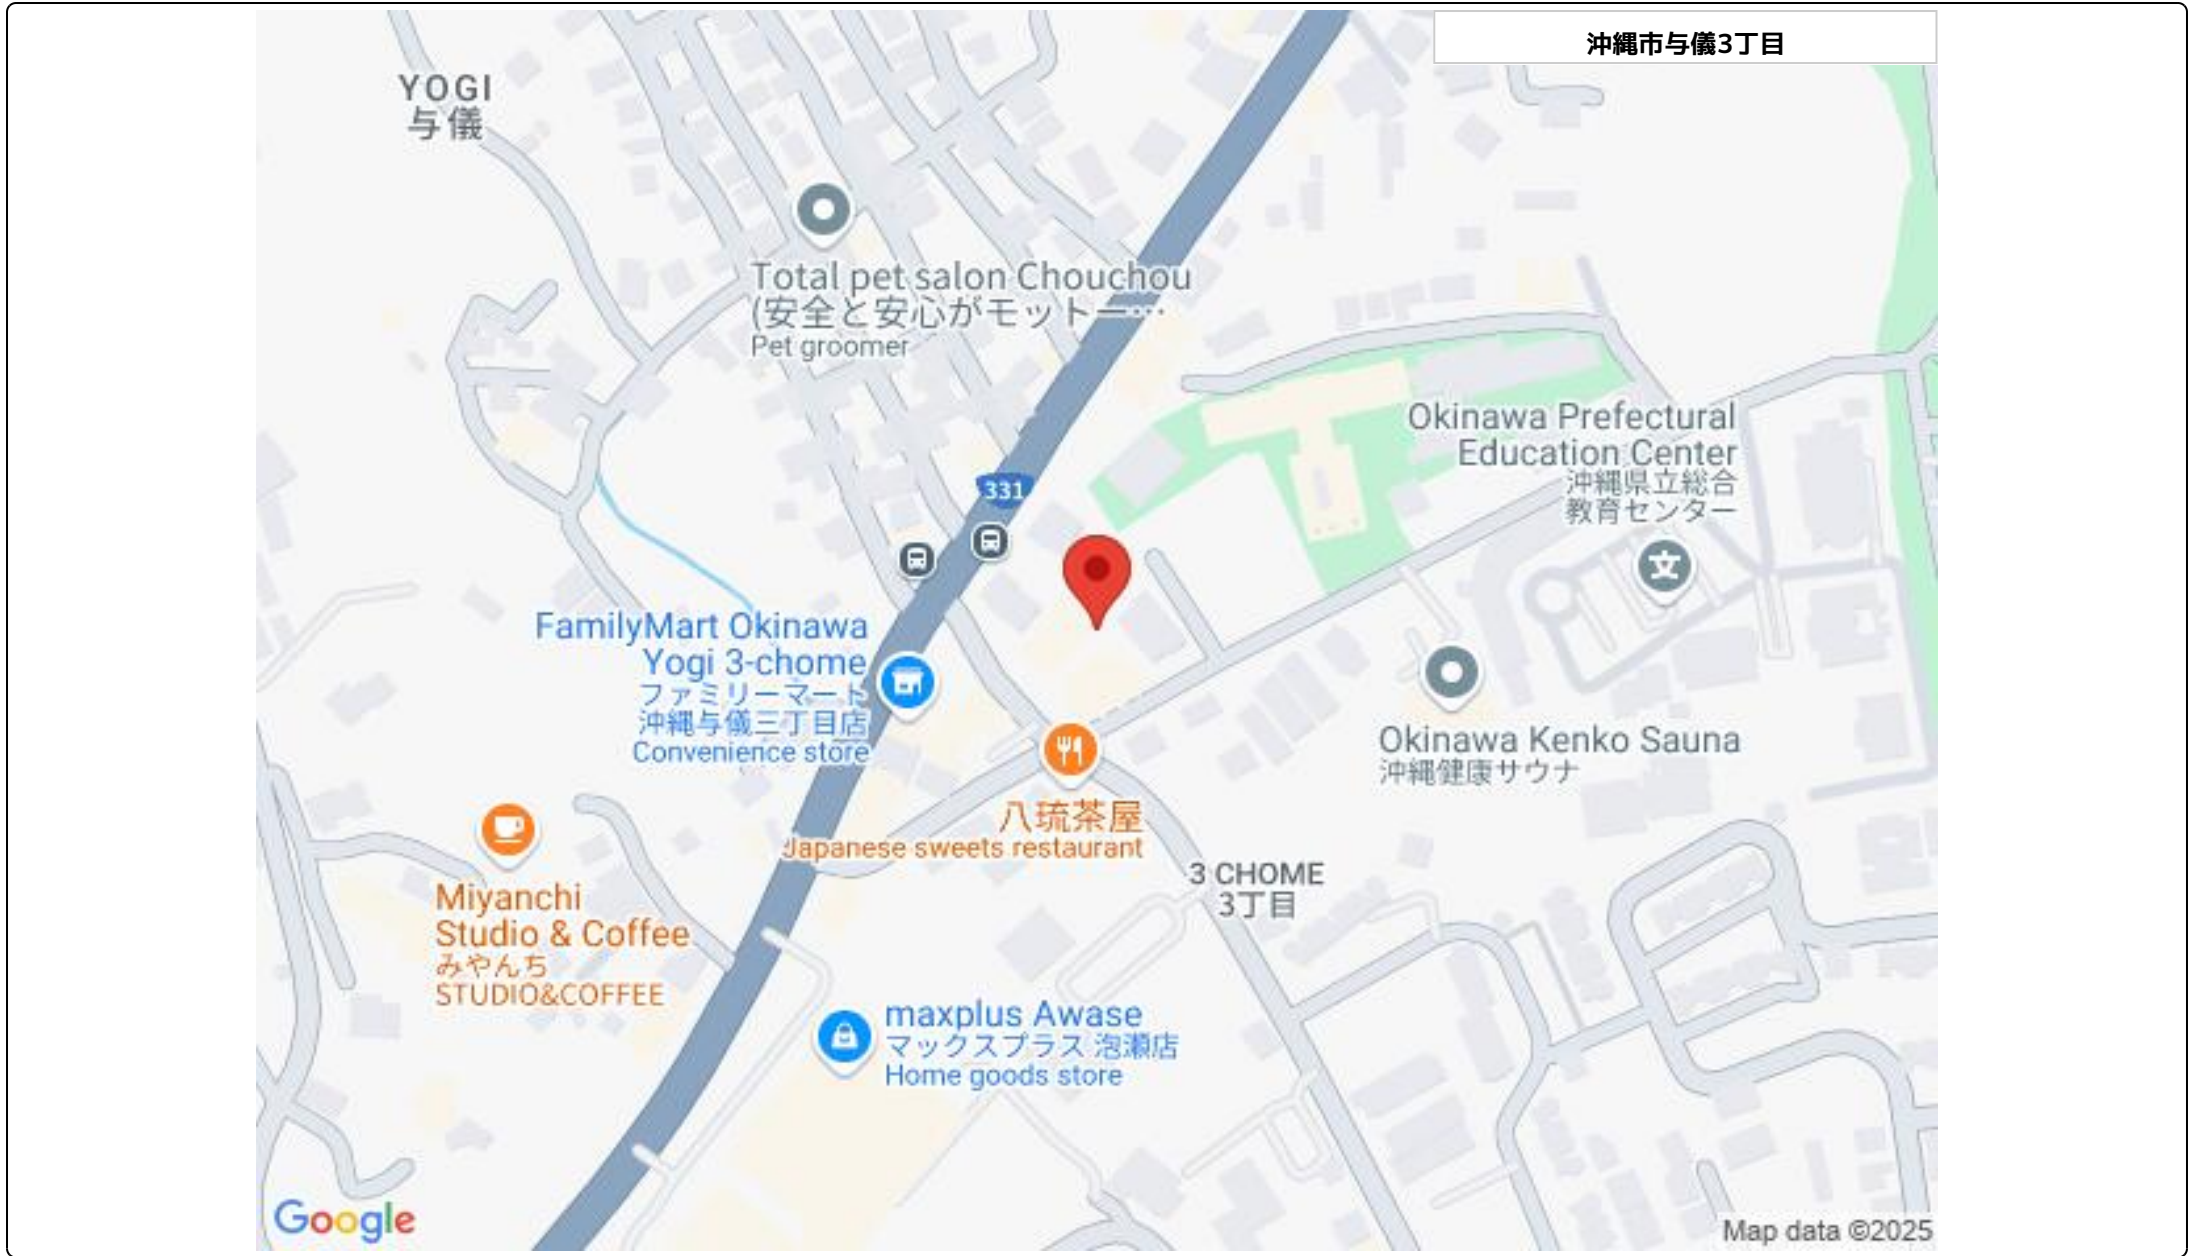 沖縄市与儀3丁目
YOGI
与儀
Total pet salon Chouchou
(安全と安心がモットー…
Pet groomer
Okinawa Prefectural
Education Center
沖縄県立総合
教育センター
文
331
FamilyMart Okinawa
Yogi 3-chome
ファミリーマート
沖縄与儀三丁目店
Convenience store
Okinawa Kenko Sauna
沖縄健康サウナ
八琉茶屋
Japanese sweets restaurant
3 CHOME
3丁目
Miyanchi
Studio & Coffee
みやんち
STUDIO&COFFEE
maxplus Awase
マックスプラス 泡瀬店
Home goods store
Google
Map data ©2025